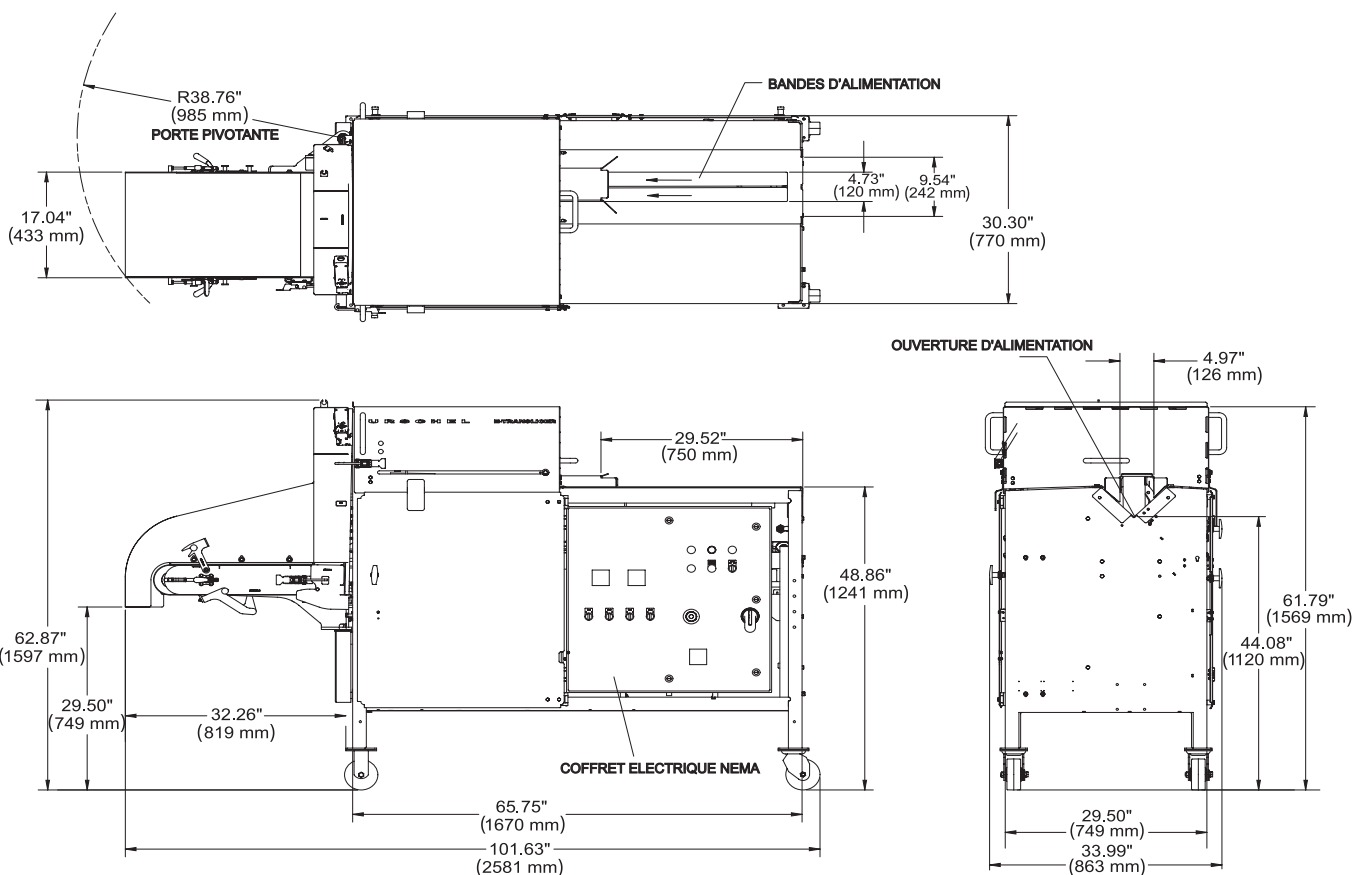 R38.76"
(985 mm)
PORTE PIVOTANTE
BANDES D'ALIMENTATION
17.04"
(433 mm)
4.73"
(120 mm)
9.54"
(242 mm)
30.30"
(770 mm)
OUVERTURE D'ALIMENTATION
4.97"
(126 mm)
URSCHEL
29.52"
(750 mm)
48.86"
(1241 mm)
61.79"
(1569 mm)
44.08"
(1120 mm)
62.87"
(1597 mm)
29.50"
(749 mm)
32.26"
(819 mm)
COFFRET ELECTRIQUE NEMA
65.75"
(1670 mm)
101.63"
(2581 mm)
29.50"
(749 mm)
33.99"
(863 mm)